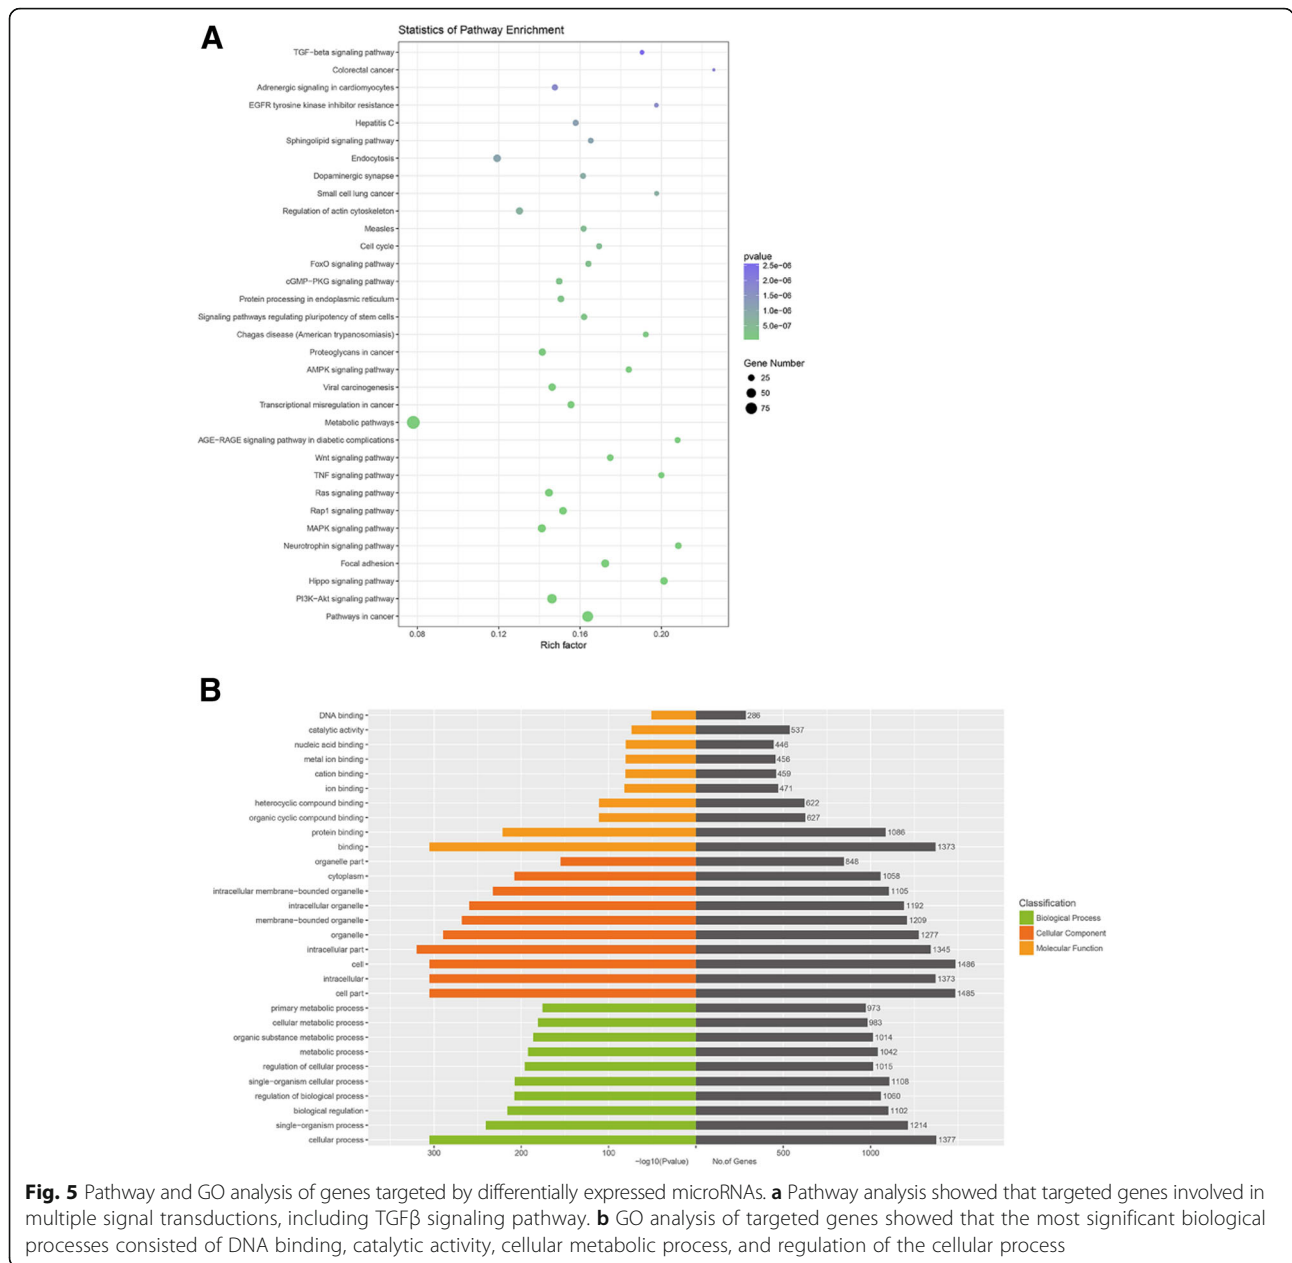 A
Statistics of Pathway Enrichment
TGF-beta signaling pathway
Colorectal cancer
Adrenergic signaling in cardiomyocytes
EGFR tyrosine kinase inhibitor resistance
Hepatitis C
Sphingolipid signaling pathway
Endocytosis
Dopaminergic synapse
Small cell lung cancer
Regulation of actin cytoskeleton
Measles
Cell cycle
FoxO signaling pathway
cGMP-PKG signaling pathway
Protein processing in endoplasmic reticulum
Signaling pathways regulating pluripotency of stem cells
Chagas disease (American trypanosomiasis)
Proteoglycans in cancer
AMPK signaling pathway
Viral carcinogenesis
Transcriptional misregulation in cancer
Metabolic pathways
AGE-RAGE signaling pathway in diabetic complications
Wnt signaling pathway
TNF signaling pathway
Ras signaling pathway
Rap1 signaling pathway
MAPK signaling pathway
Neurotrophin signaling pathway
Focal adhesion
Hippo signaling pathway
PI3K-Akt signaling pathway
Pathways in cancer
0.08 0.12 0.16 0.20
Rich factor
pvalue
2.5e-06
2.0e-06
1.5e-06
1.0e-06
5.0e-07
Gene Number
25
50
75
B
DNA binding 286
catalytic activity 537
nucleic acid binding 446
metal ion binding 456
cation binding 459
ion binding 471
heterocyclic compound binding 622
organic cyclic compound binding 627
protein binding 1086
binding 1373
organelle part 848
cytoplasm 1058
intracellular membrane-bounded organelle 1105
intracellular organelle 1192
membrane-bounded organelle 1209
organelle 1277
intracellular part 1345
cell 1486
intracellular 1373
cell part 1485
primary metabolic process 973
cellular metabolic process 983
organic substance metabolic process 1014
metabolic process 1042
regulation of cellular process 1015
single-organism cellular process 1108
regulation of biological process 1060
biological regulation 1102
single-organism process 1214
cellular process 1377
300 200 100 500 1000
-log10(Pvalue) No.of Genes
Classification
Biological Process
Cellular Component
Molecular Function
Fig. 5 Pathway and GO analysis of genes targeted by differentially expressed microRNAs. a Pathway analysis showed that targeted genes involved in
multiple signal transductions, including TGFβ signaling pathway. b GO analysis of targeted genes showed that the most significant biological
processes consisted of DNA binding, catalytic activity, cellular metabolic process, and regulation of the cellular process